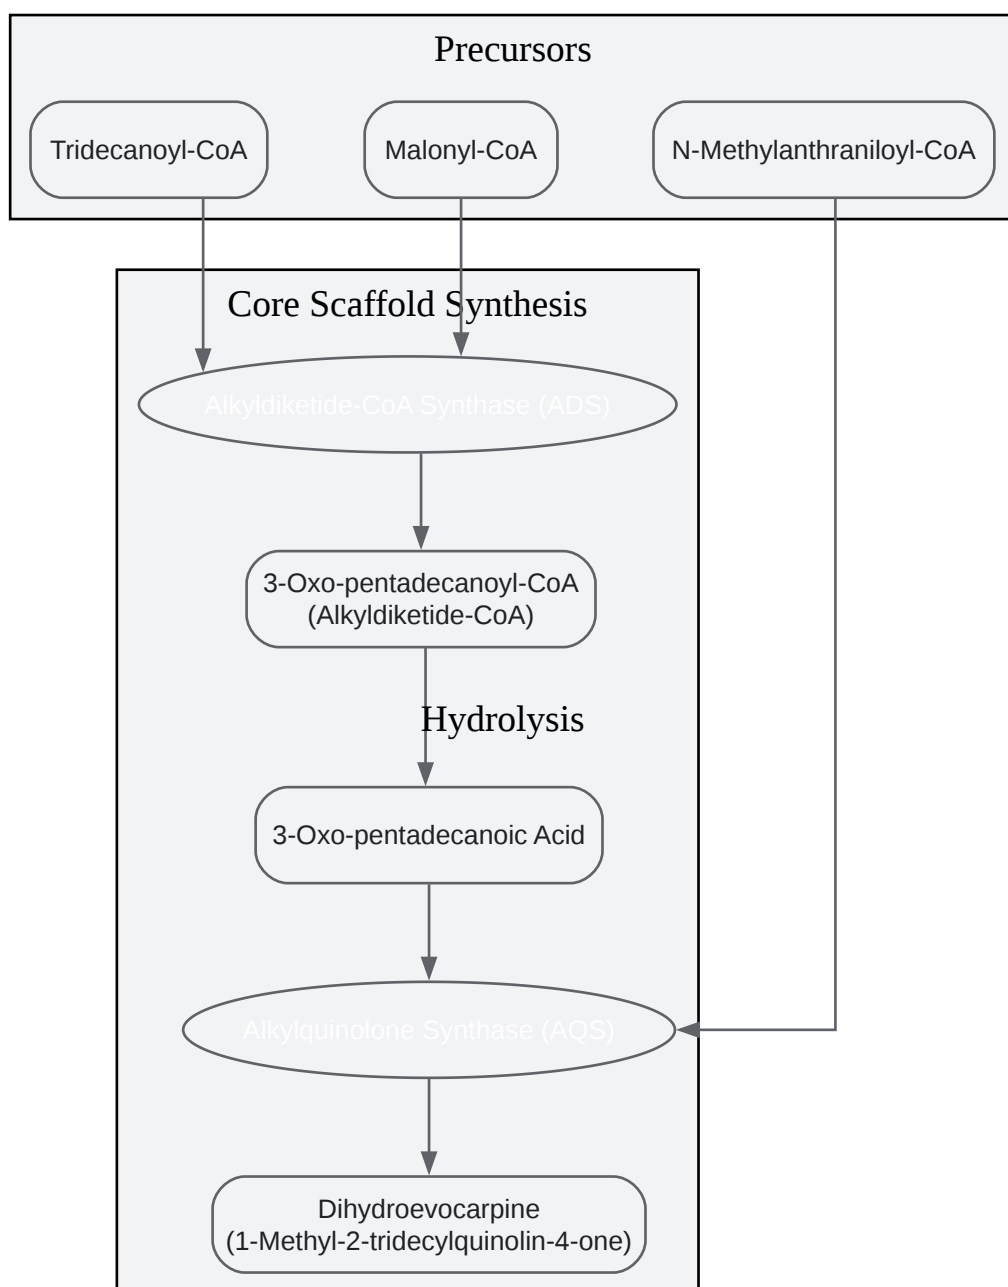 Precursors
Tridecanoyl-CoA
Malonyl-CoA
N-Methylanthraniloyl-CoA
Core Scaffold Synthesis
Alkyldiketide-CoA Synthase (ADS)
3-Oxo-pentadecanoyl-CoA
(Alkyldiketide-CoA)
Hydrolysis
3-Oxo-pentadecanoic Acid
Alkylquinolone Synthase (AQS)
Dihydroevocarpine
(1-Methyl-2-tridecylquinolin-4-one)